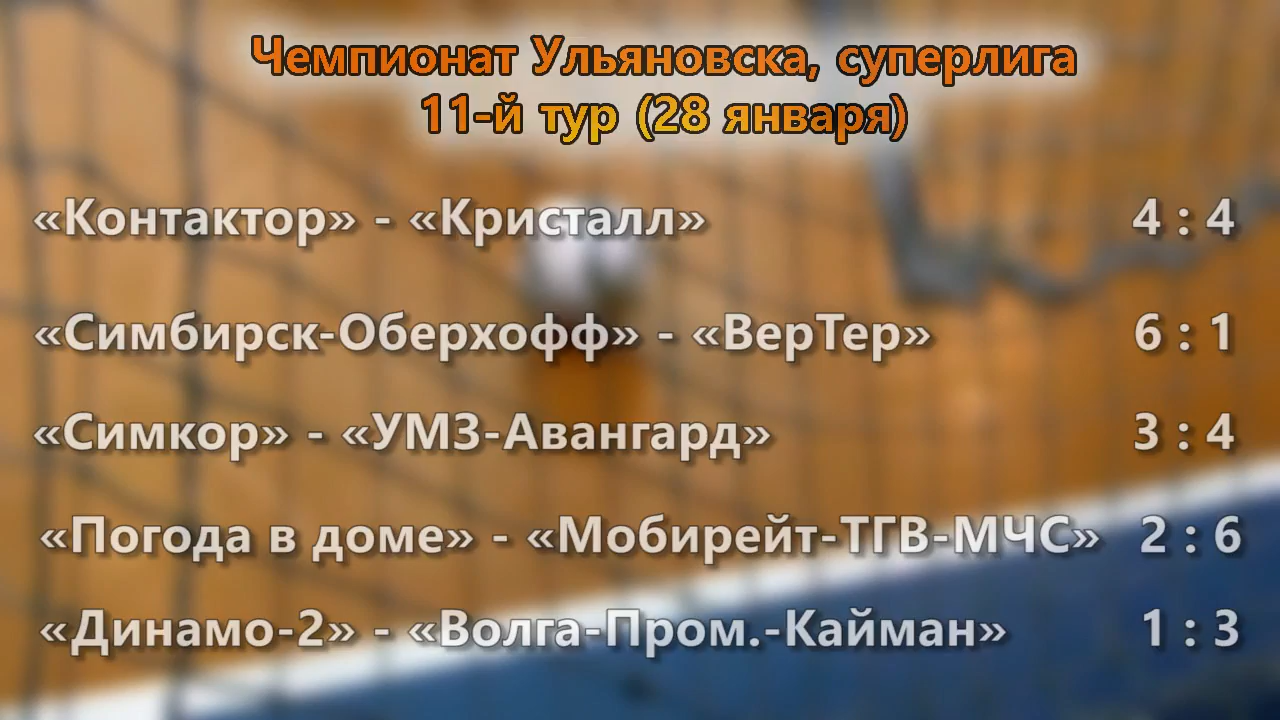 Чемпионат Ульяновска, суперлига
11-й тур (28 января)
«Контактор» - «Кристалл» 4 : 4
«Симбирск-Оберхофф» - «ВерТер» 6 : 1
«Симкор» - «УМЗ-Авангард» 3 : 4
«Погода в доме» - «Мобирейт-ТГВ-МЧС» 2 : 6
«Динамо-2» - «Волга-Пром.-Кайман» 1 : 3